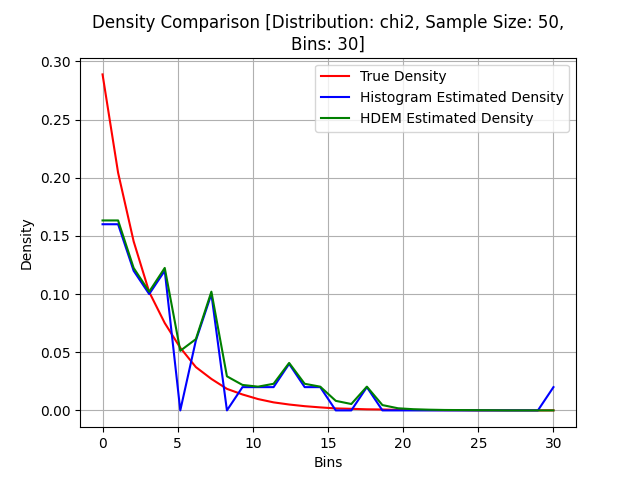 Density Comparison [Distribution: chi2, Sample Size: 50,
Bins: 30]
True Density
Histogram Estimated Density
HDEM Estimated Density
Density
0.30
0.25
0.20
0.15
0.10
0.05
0.00
0 5 10 15 20 25 30
Bins